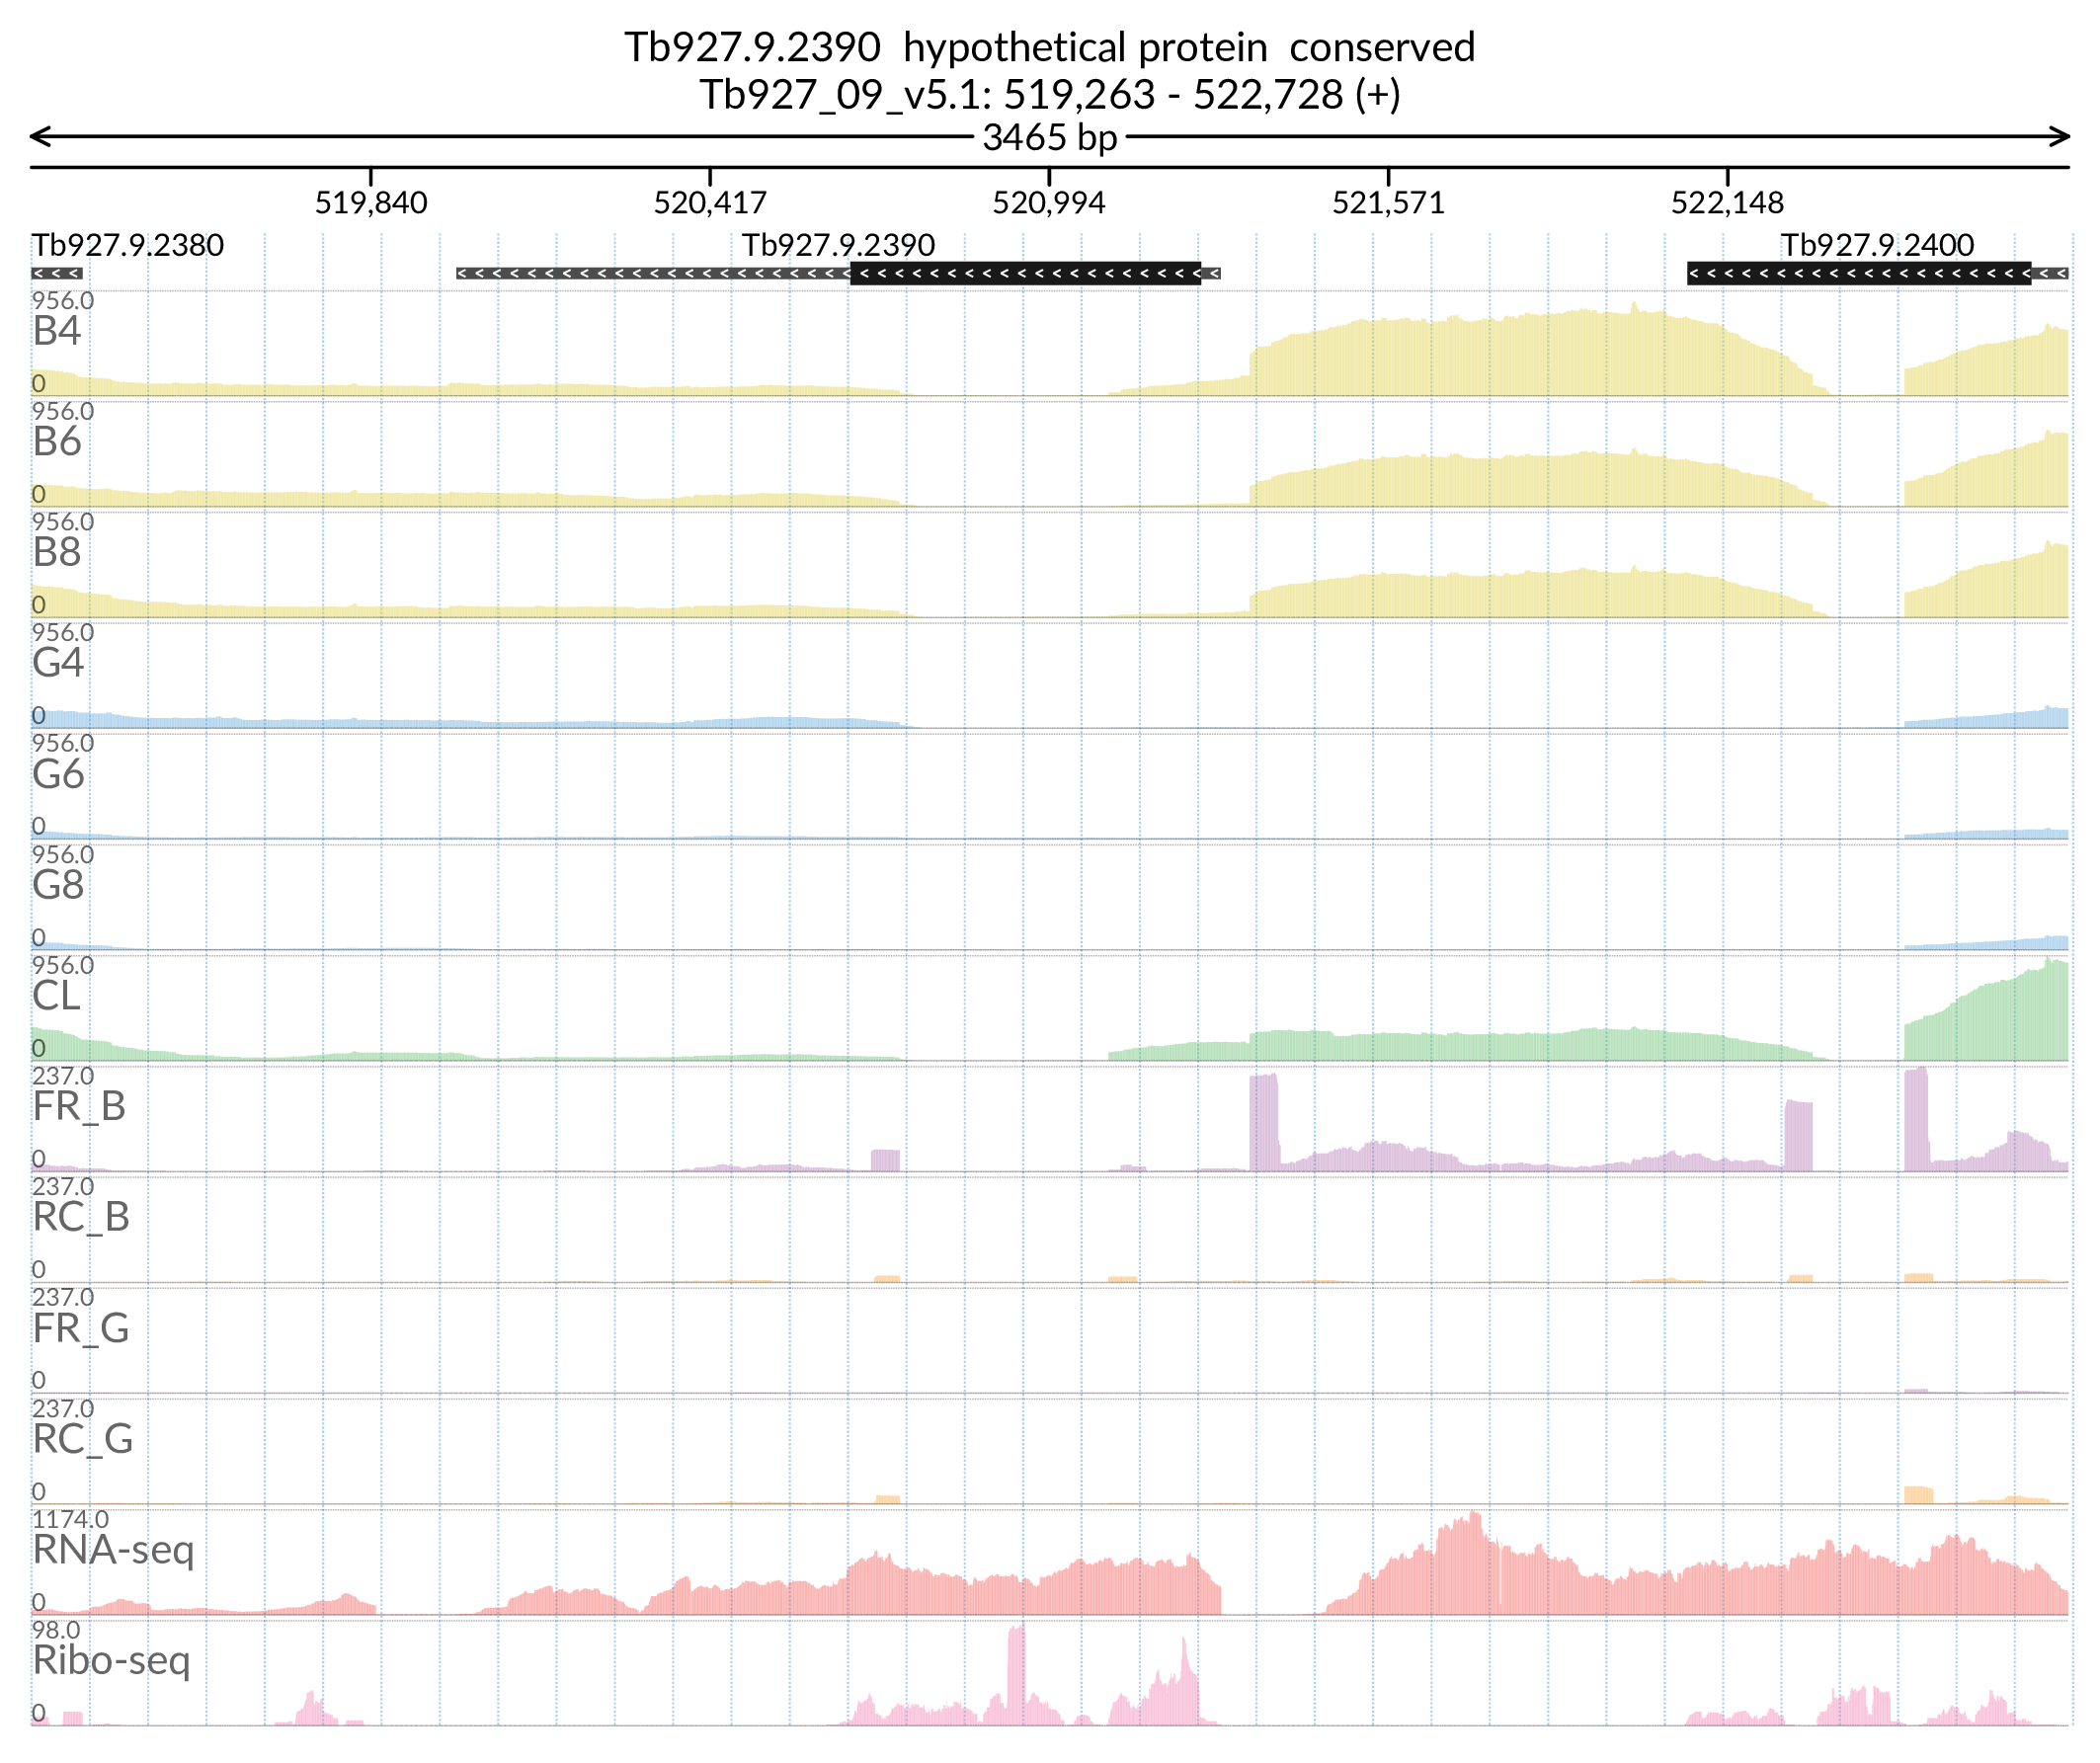 Tb927.9.2390 hypothetical protein conserved
Tb927_09_v5.1: 519,263 - 522,728 (+)
3465 bp
519,840 520,417 520,994 521,571 522,148
Tb927.9.2380 Tb927.9.2390 Tb927.9.2400
956.0
B4
0
956.0
B6
0
956.0
B8
0
956.0
G4
0
956.0
G6
0
956.0
G8
0
956.0
CL
0
237.0
FR_B
0
237.0
RC_B
0
237.0
FR_G
0
237.0
RC_G
0
1174.0
RNA-seq
0
98.0
Ribo-seq
0